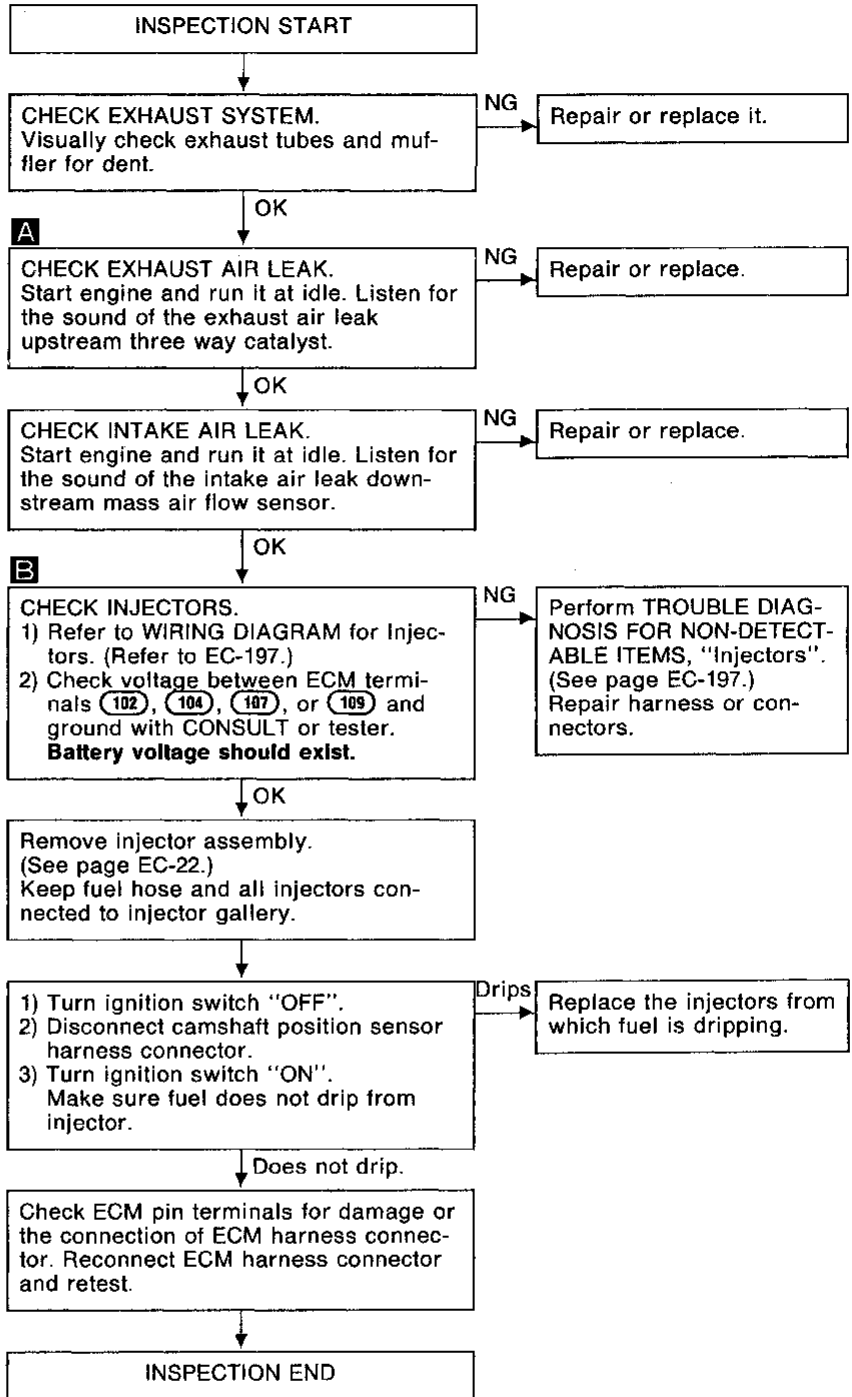 INSPECTION START
CHECK EXHAUST SYSTEM.
Visually check exhaust tubes and muf-
fler for dent.
NG
Repair or replace it.
OK
A
CHECK EXHAUST AIR LEAK.
Start engine and run it at idle. Listen for
the sound of the exhaust air leak
upstream three way catalyst.
NG
Repair or replace.
OK
CHECK INTAKE AIR LEAK.
Start engine and run it at idle. Listen for
the sound of the intake air leak down-
stream mass air flow sensor.
NG
Repair or replace.
OK
B
CHECK INJECTORS.
1) Refer to WIRING DIAGRAM for Injec-
tors. (Refer to EC-197.)
2) Check voltage between ECM termi-
nals 102, 104, 107, or 109 and
ground with CONSULT or tester.
Battery voltage should exist.
NG
Perform TROUBLE DIAG-
NOSIS FOR NON-DETECT-
ABLE ITEMS, "Injectors".
(See page EC-197.)
Repair harness or con-
nectors.
OK
Remove injector assembly.
(See page EC-22.)
Keep fuel hose and all injectors con-
nected to injector gallery.
1) Turn ignition switch "OFF".
2) Disconnect camshaft position sensor
harness connector.
3) Turn ignition switch "ON".
Make sure fuel does not drip from
injector.
Drips
Replace the injectors from
which fuel is dripping.
Does not drip.
Check ECM pin terminals for damage or
the connection of ECM harness connec-
tor. Reconnect ECM harness connector
and retest.
INSPECTION END